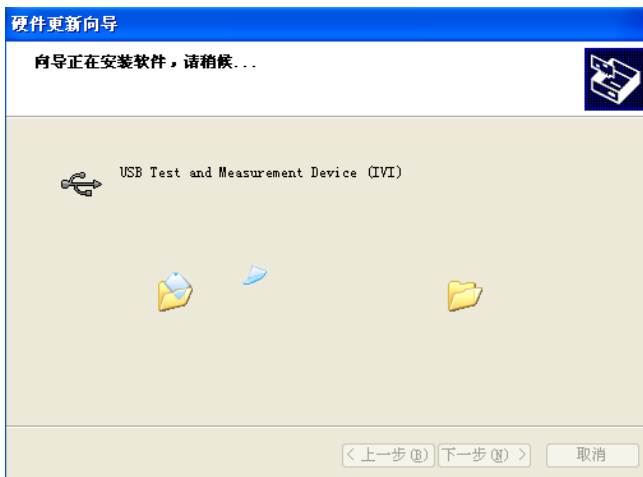 硬件更新向导
向导正在安装软件，请稍候...
USB Test and Measurement Device (IVI)
< 上一步(B) 下一步(N) > 取消